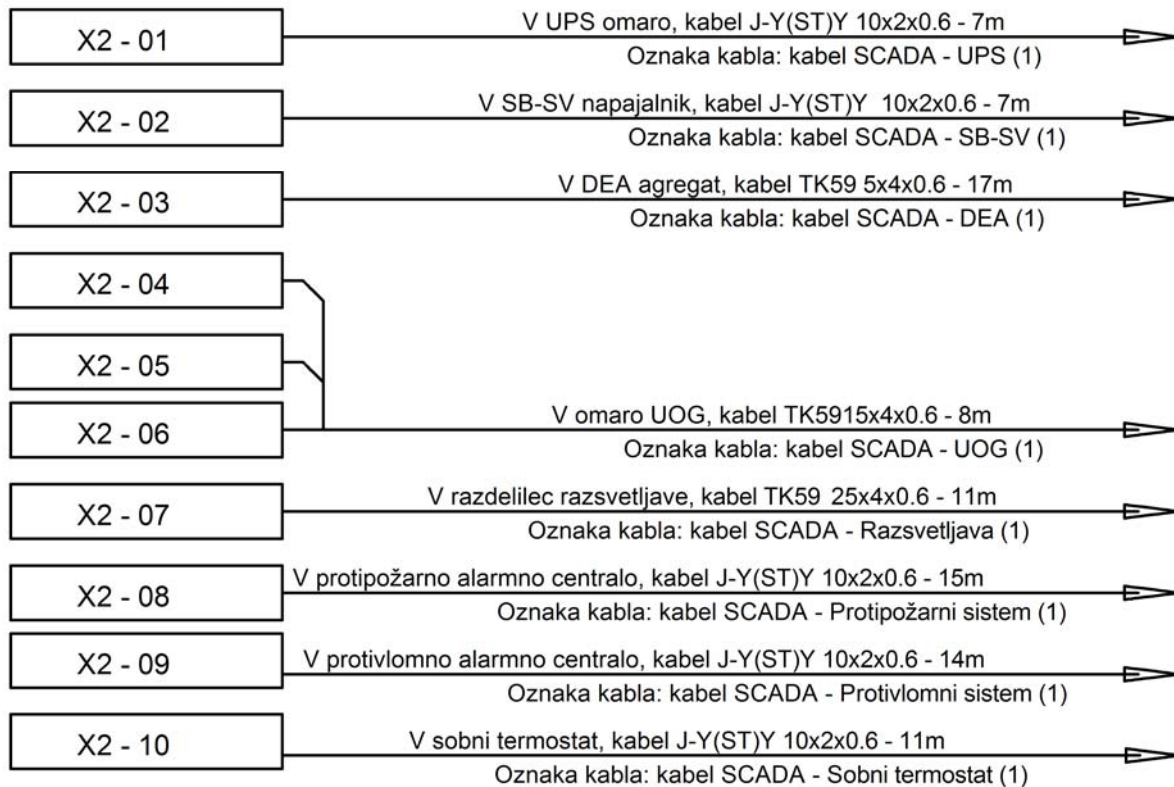 X2 - 01
V UPS omaro, kabel J-Y(ST)Y 10x2x0.6 - 7m
Oznaka kabla: kabel SCADA - UPS (1)
X2 - 02
V SB-SV napajalnik, kabel J-Y(ST)Y 10x2x0.6 - 7m
Oznaka kabla: kabel SCADA - SB-SV (1)
X2 - 03
V DEA agregat, kabel TK59 5x4x0.6 - 17m
Oznaka kabla: kabel SCADA - DEA (1)
X2 - 04
X2 - 05
X2 - 06
V omaro UOG, kabel TK5915x4x0.6 - 8m
Oznaka kabla: kabel SCADA - UOG (1)
X2 - 07
V razdelilec razsvetljave, kabel TK59 25x4x0.6 - 11m
Oznaka kabla: kabel SCADA - Razsvetljava (1)
X2 - 08
V protipožarno alarmno centralo, kabel J-Y(ST)Y 10x2x0.6 - 15m
Oznaka kabla: kabel SCADA - Protipožarni sistem (1)
X2 - 09
V protivlomno alarmno centralo, kabel J-Y(ST)Y 10x2x0.6 - 14m
Oznaka kabla: kabel SCADA - Protivlomni sistem (1)
X2 - 10
V sobni termostat, kabel J-Y(ST)Y 10x2x0.6 - 11m
Oznaka kabla: kabel SCADA - Sobni termostat (1)